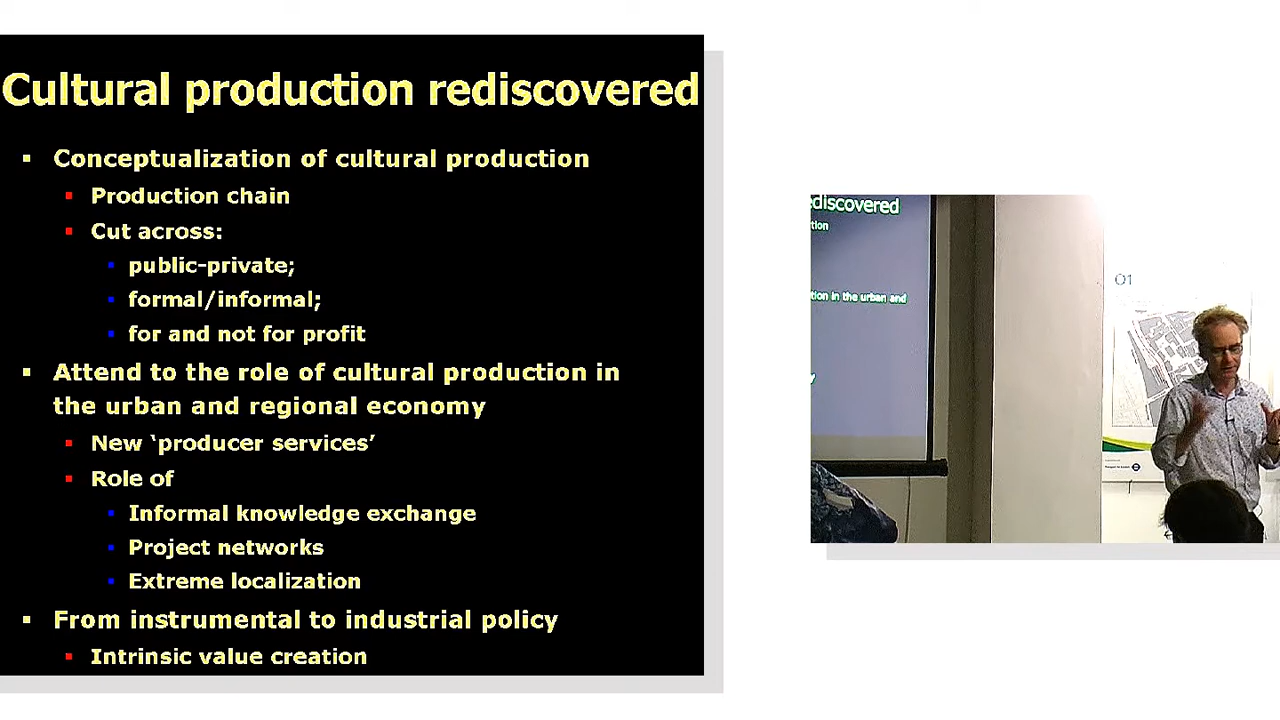 Cultural production rediscovered
Conceptualization of cultural production
Production chain
Cut across:
public-private;
formal/informal;
for and not for profit
Attend to the role of cultural production in
the urban and regional economy
New ‘producer services’
Role of
Informal knowledge exchange
Project networks
Extreme localization
From instrumental to industrial policy
Intrinsic value creation
ediscovered
tion
tion in the urban and
y
O1